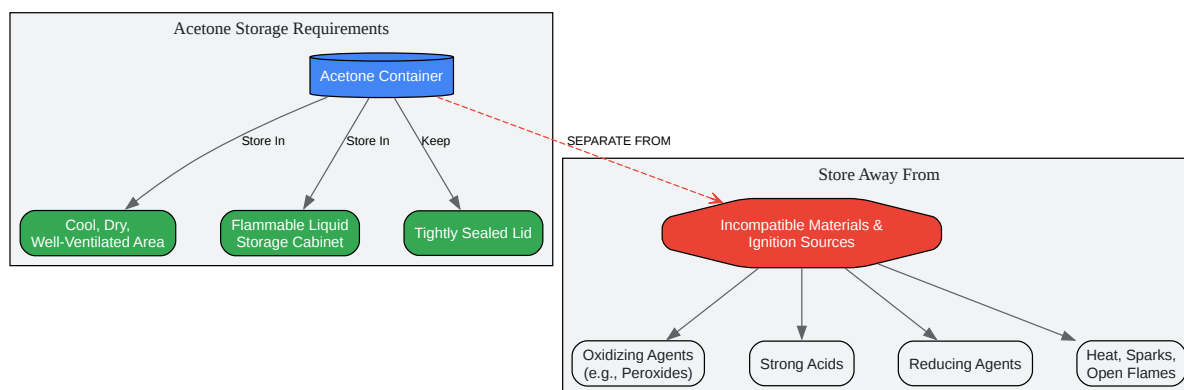 Acetone Storage Requirements
Acetone Container
Store In
Store In
Keep
SEPARATE FROM
Cool, Dry,
Well-Ventilated Area
Flammable Liquid
Storage Cabinet
Tightly Sealed Lid
Store Away From
Incompatible Materials &
Ignition Sources
Oxidizing Agents
(e.g., Peroxides)
Strong Acids
Reducing Agents
Heat, Sparks,
Open Flames